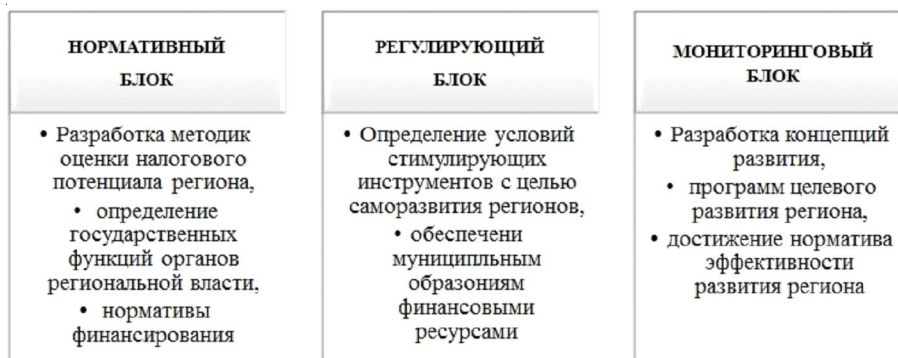 НОРМАТИВНЫЙ
БЛОК
• Разработка методик
оценки налогового
потенциала региона,
• определение
государственных
функций органов
региональной власти,
• нормативы
финансирования
РЕГУЛИРУЮЩИЙ
БЛОК
• Определение условий
стимулирующих
инструментов с целью
саморазвития регионов,
• обеспечени
муниципльным
образониям
финансовыми
ресурсами
МОНИТОРИНГОВЫЙ
БЛОК
• Разработка концепций
развития,
• программ целевого
развития региона,
• достижение норматива
эффективности
развития региона